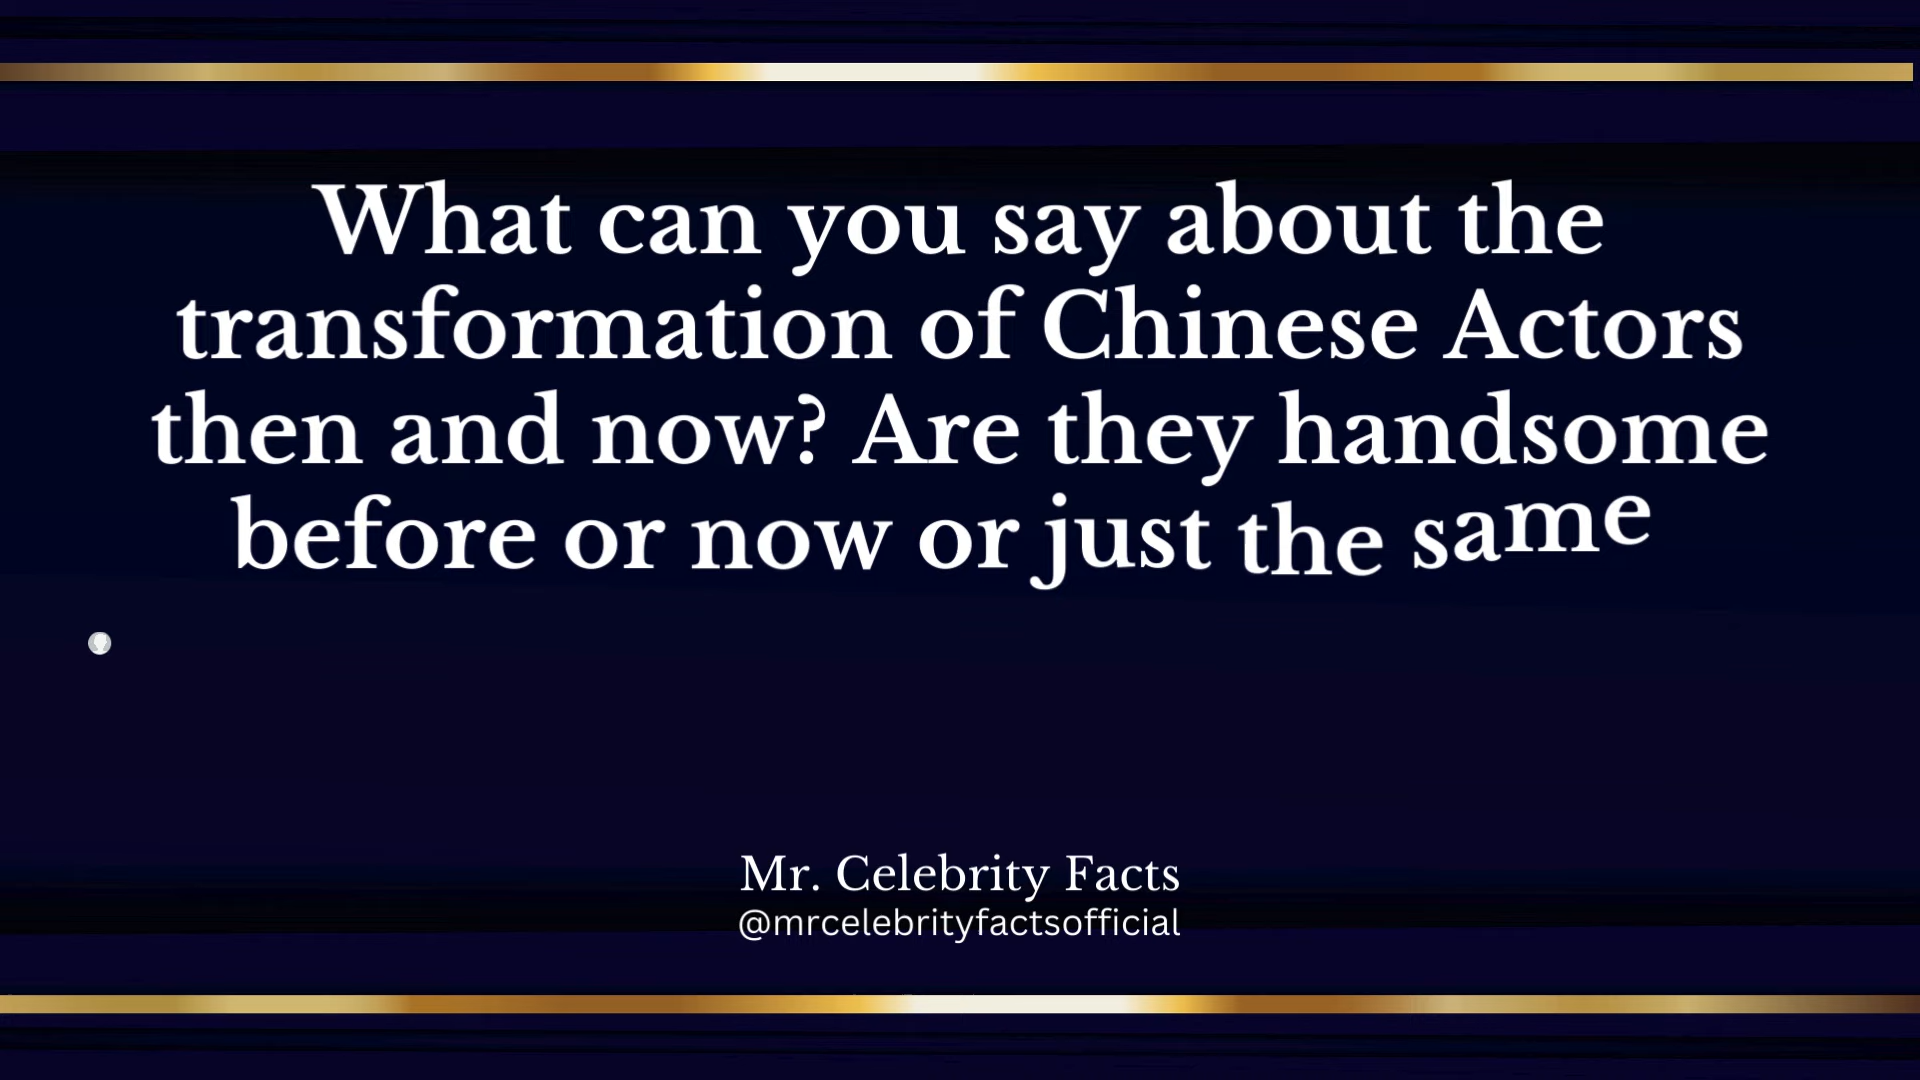 What can you say about the
transformation of Chinese Actors
then and now? Are they handsome
before or now or just the same
Mr. Celebrity Facts
@mrcelebrityfactsofficial